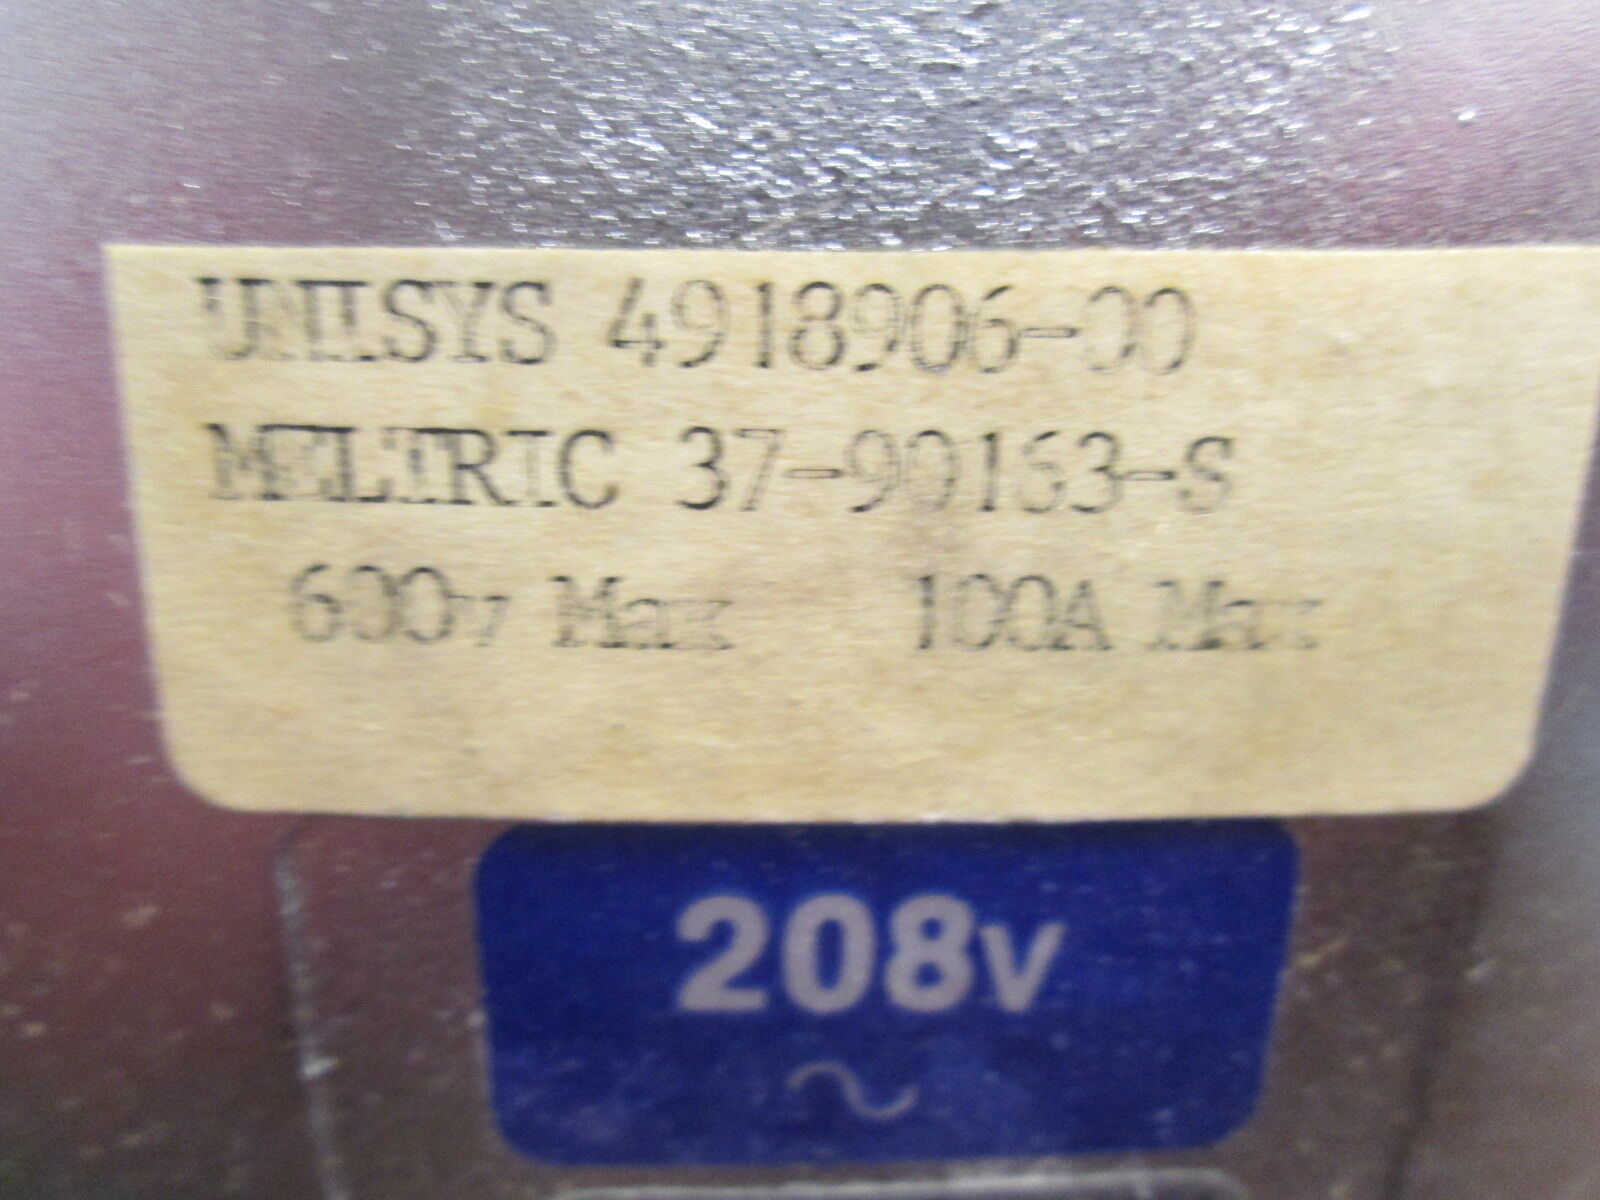 UNISYS 4918906-00
MELTRIC 37-90163-S
600v Max 100A Max
208V
~